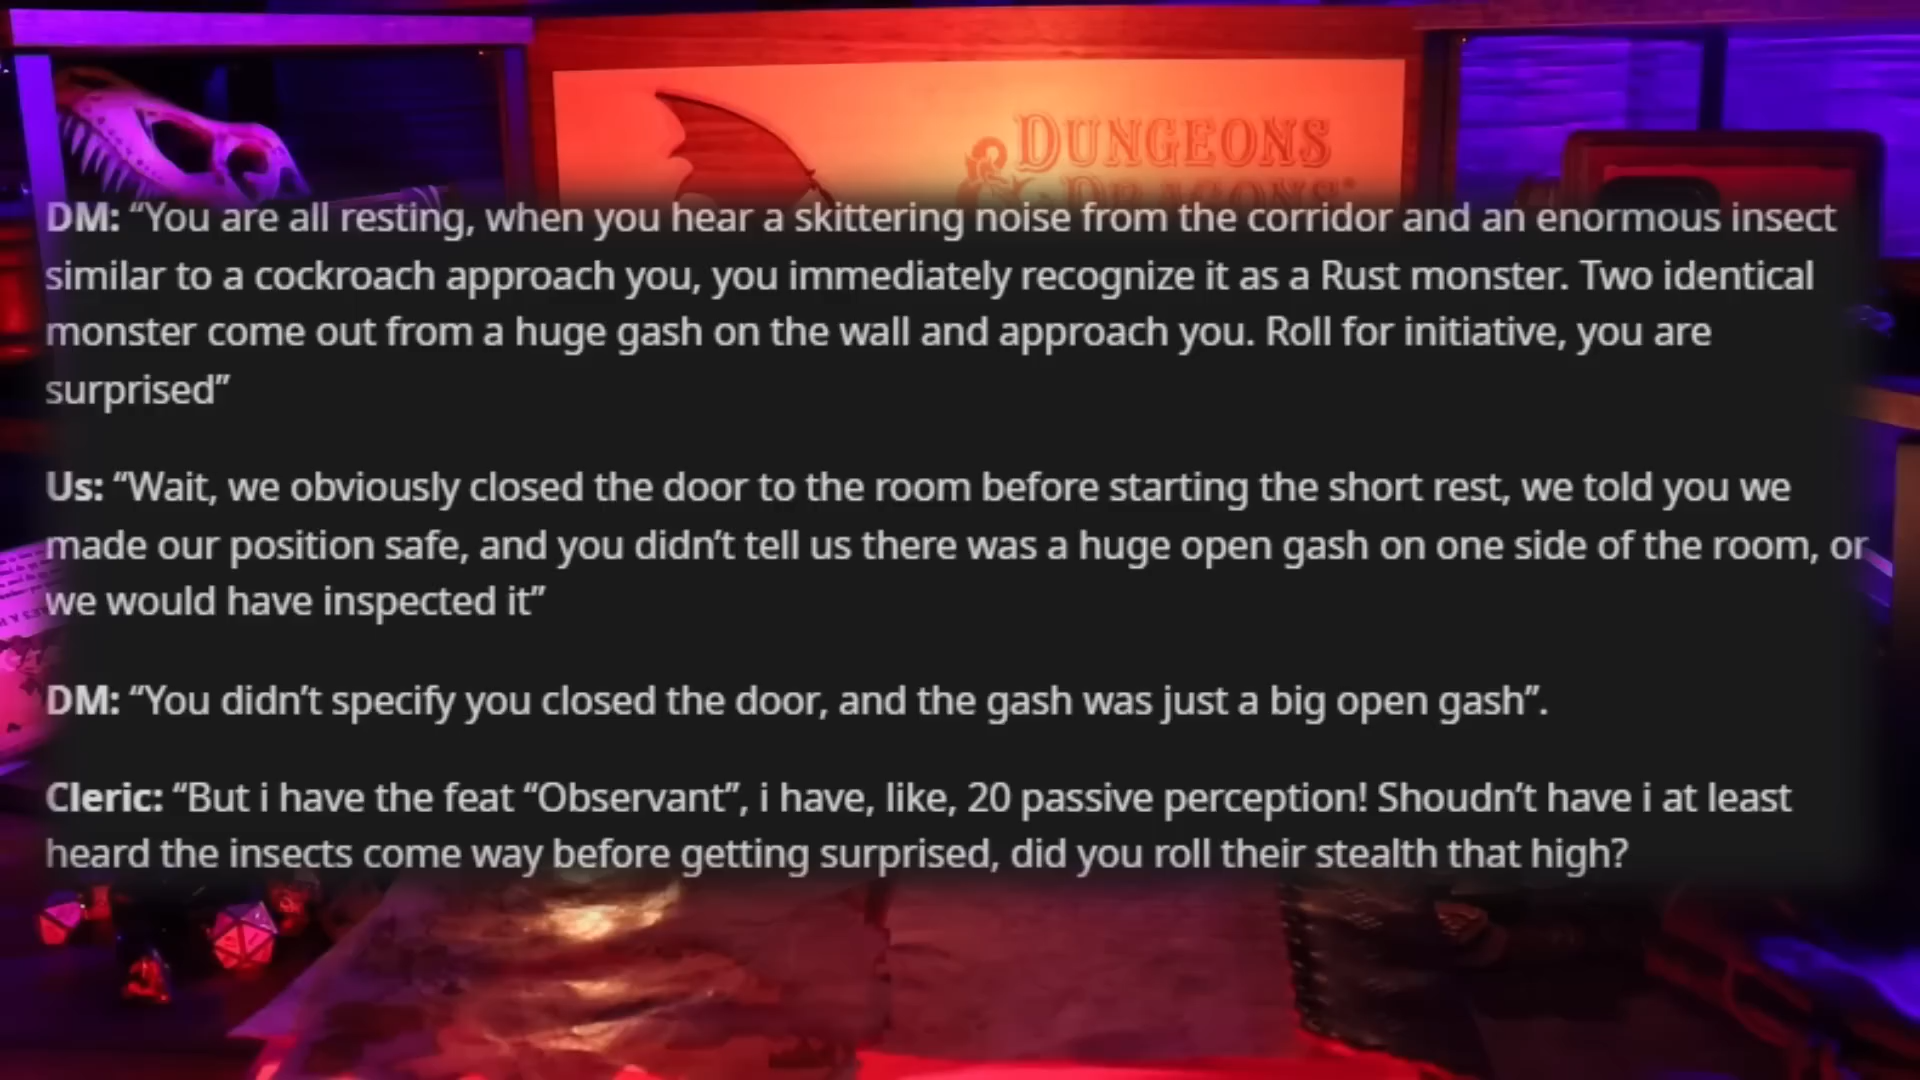 DUNGEONS
& DRAGONS
DM: “You are all resting, when you hear a skittering noise from the corridor and an enormous insect
similar to a cockroach approach you, you immediately recognize it as a Rust monster. Two identical
monster come out from a huge gash on the wall and approach you. Roll for initiative, you are
surprised”
Us: “Wait, we obviously closed the door to the room before starting the short rest, we told you we
made our position safe, and you didn’t tell us there was a huge open gash on one side of the room, or
we would have inspected it”
DM: “You didn’t specify you closed the door, and the gash was just a big open gash”.
Cleric: “But i have the feat “Observant”, i have, like, 20 passive perception! Shoudn’t have i at least
heard the insects come way before getting surprised, did you roll their stealth that high?